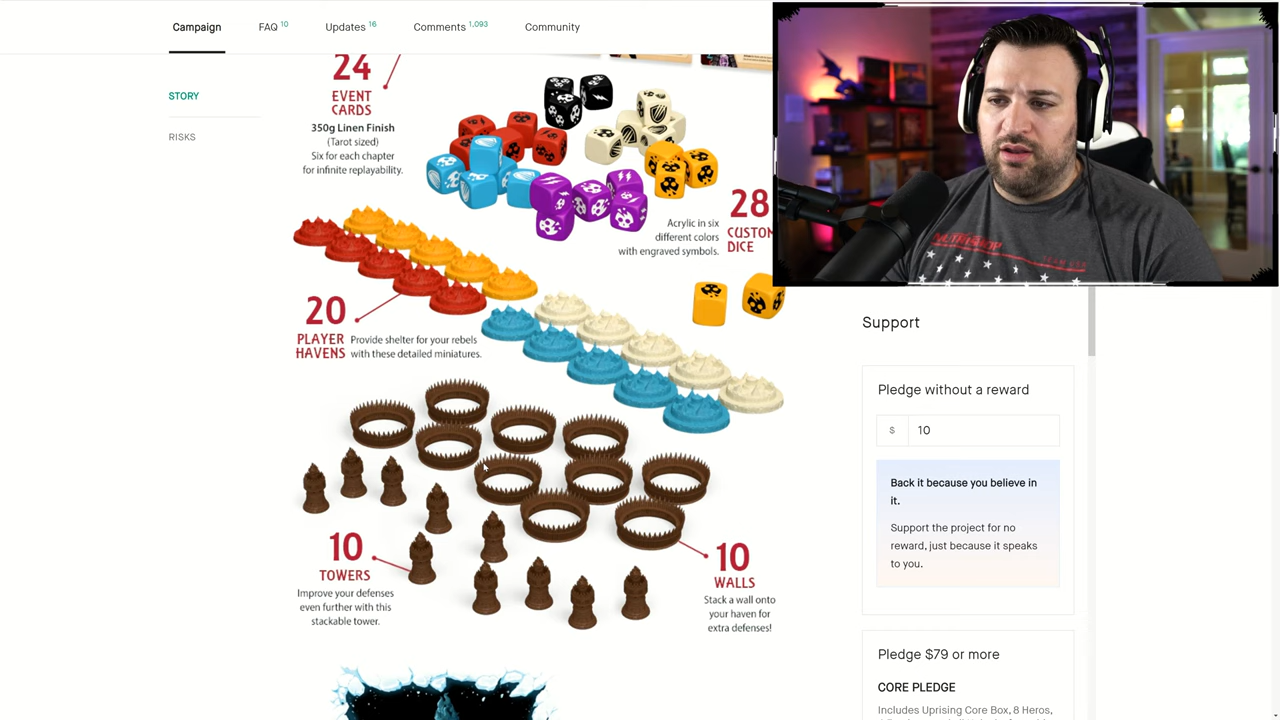 Campaign
FAQ 10
Updates 16
Comments 1,093
Community
STORY
RISKS
24
EVENT
CARDS
350g Linen Finish
(Tarot sized)
Six for each chapter
for infinite replayability.
28
CUSTOM
DICE
Acrylic in six
different colors
with engraved symbols.
20
PLAYER
HAVENS
Provide shelter for your rebels
with these detailed miniatures.
10
TOWERS
Improve your defenses
even further with this
stackable tower.
10
WALLS
Stack a wall onto
your haven for
extra defenses!
Support
Pledge without a reward
$ 10
Back it because you believe in
it.
Support the project for no
reward, just because it speaks
to you.
Pledge $79 or more
CORE PLEDGE
Includes Uprising Core Box, 8 Heros,